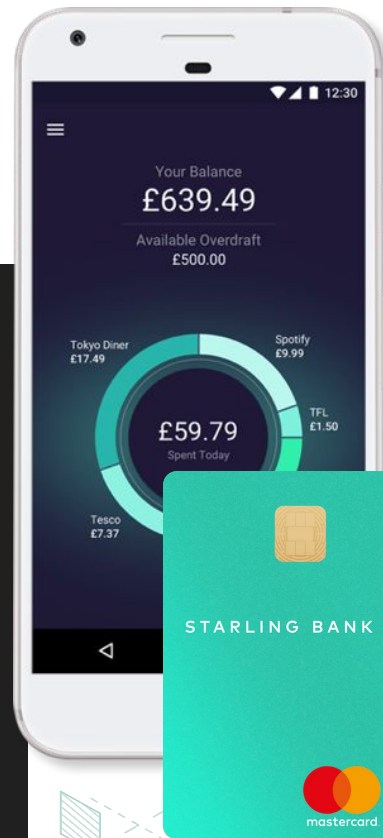 12:30
Your Balance
£639.49
Available Overdraft
£500.00
Tokyo Diner
£17.49
Spotify
£9.99
TFL
£1.50
£59.79
Spent Today
Tesco
£7.37
STARLING BANK
mastercard